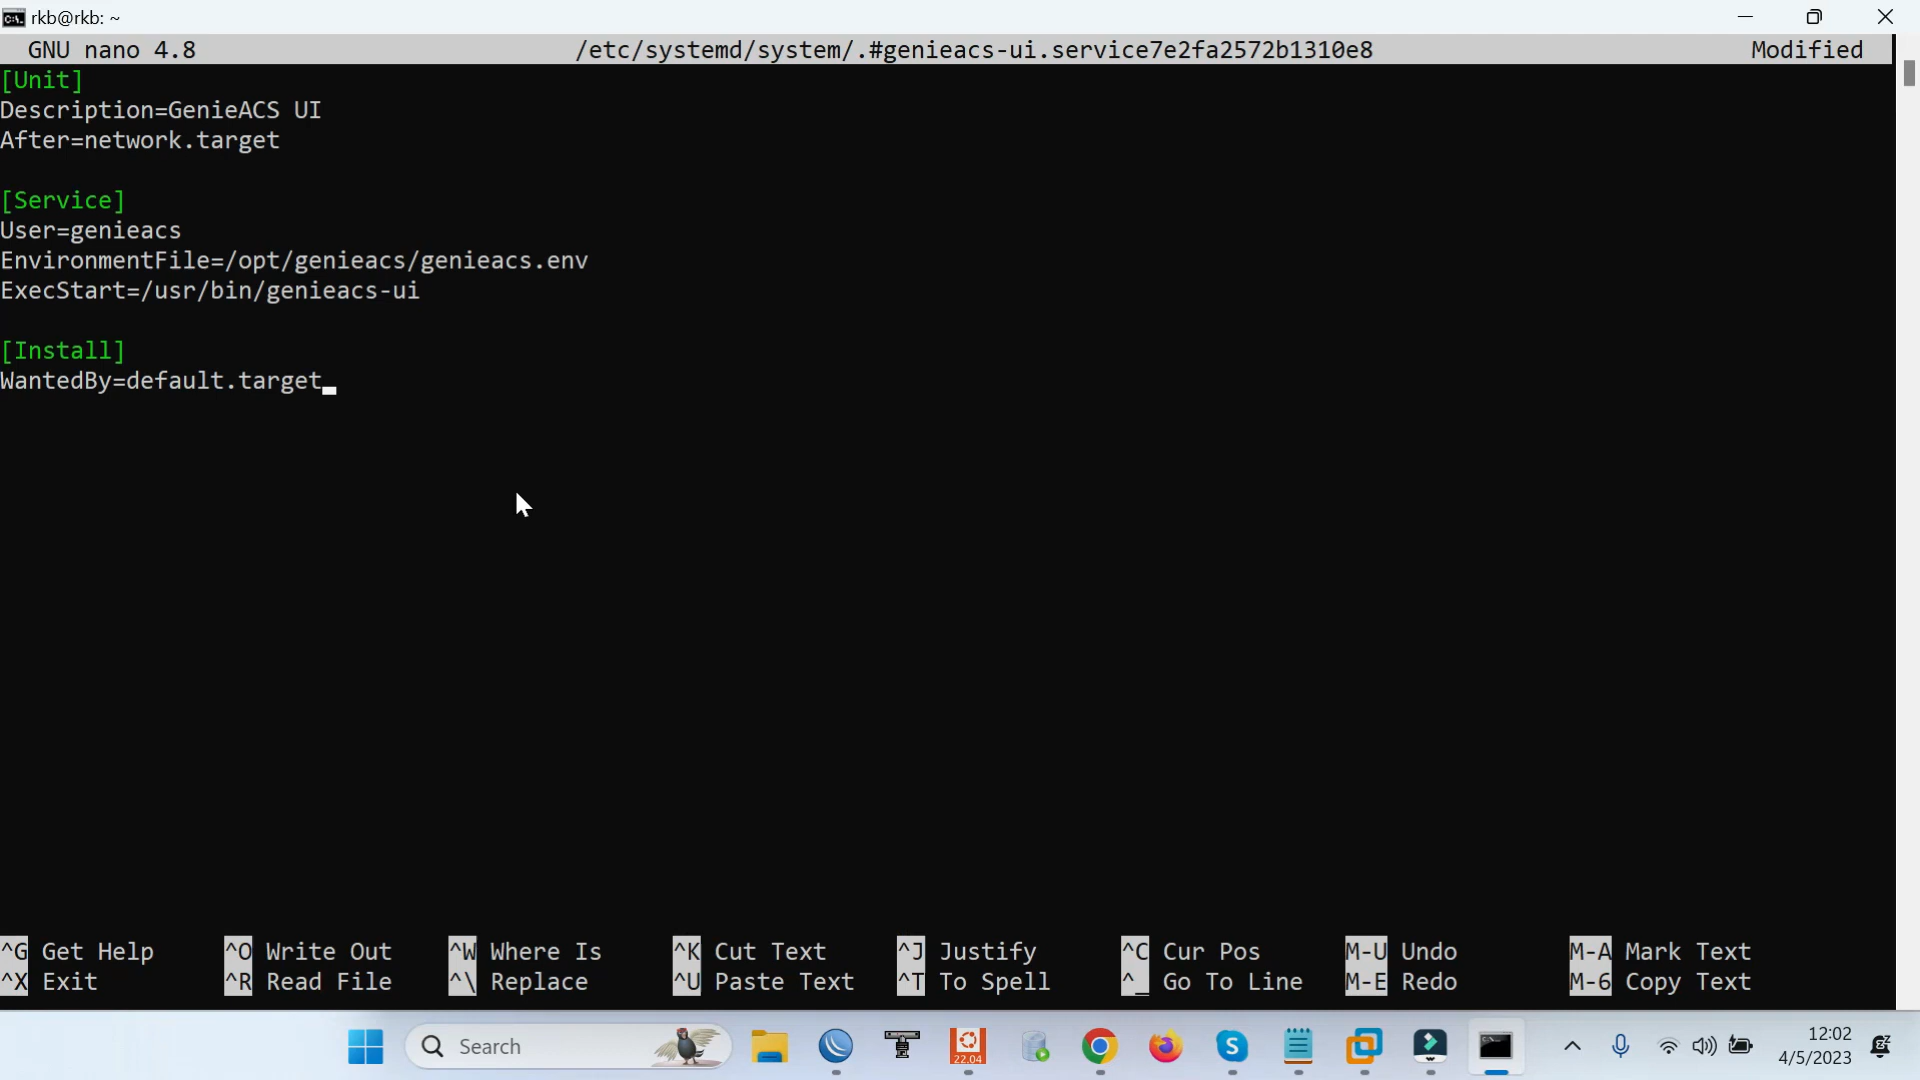 rkb@rkb: ~
GNU nano 4.8 /etc/systemd/system/.#genieacs-ui.service7e2fa2572b1310e8 Modified
[Unit]
Description=GenieACS UI
After=network.target
[Service]
User=genieacs
EnvironmentFile=/opt/genieacs/genieacs.env
ExecStart=/usr/bin/genieacs-ui
[Install]
WantedBy=default.target
^G Get Help ^O Write Out ^W Where Is ^K Cut Text ^J Justify ^C Cur Pos M-U Undo M-A Mark Text
^X Exit ^R Read File ^\ Replace ^U Paste Text ^T To Spell ^_ Go To Line M-E Redo M-6 Copy Text
Search
22.04
12:02
4/5/2023